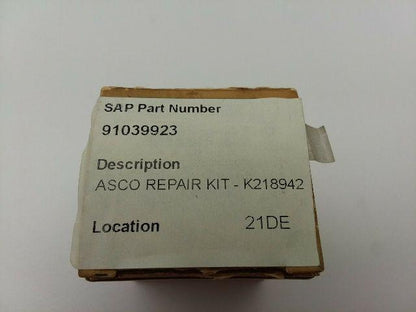 SAP Part Number
91039923
Description
ASCO REPAIR KIT - K218942
Location 21DE